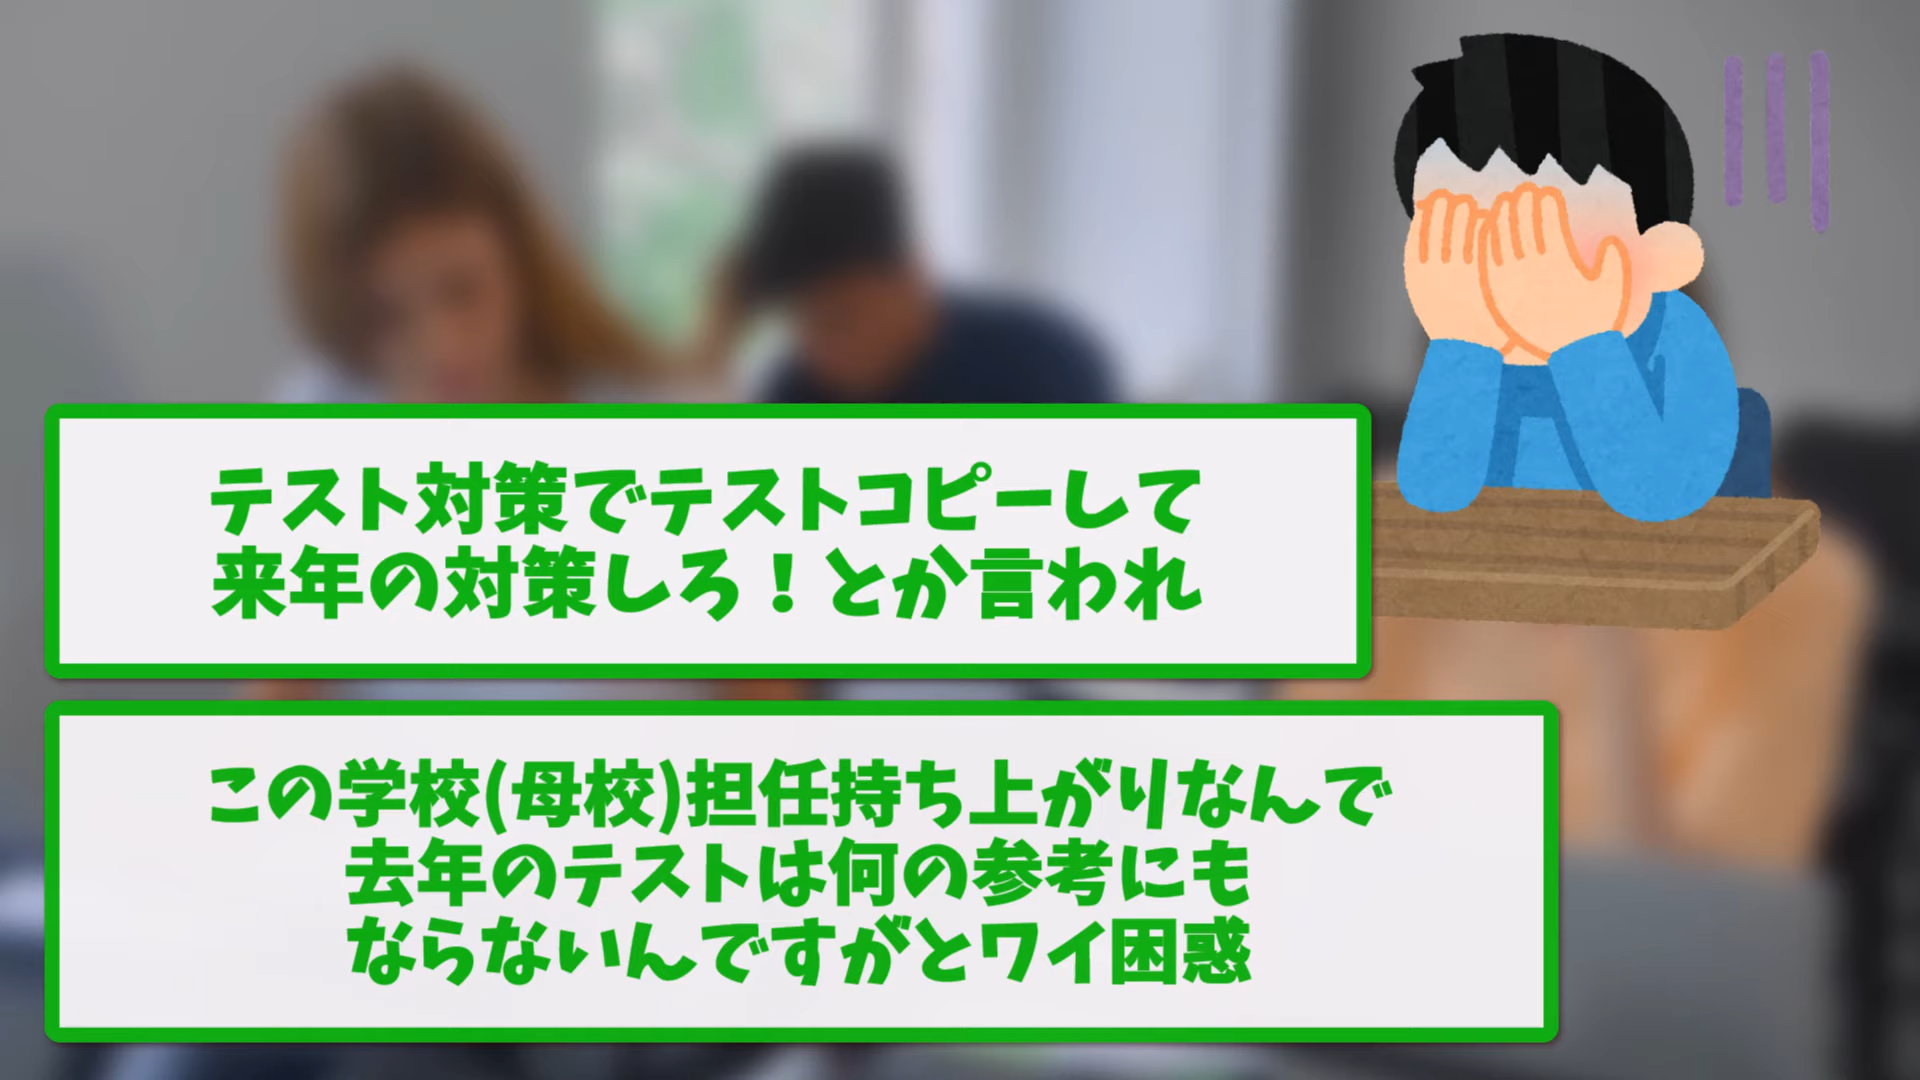 テスト対策でテストコピーして
来年の対策しろ！とか言われ
この学校(母校)担任持ち上がりなんで
去年のテストは何の参考にも
ならないんですがとワイ困惑